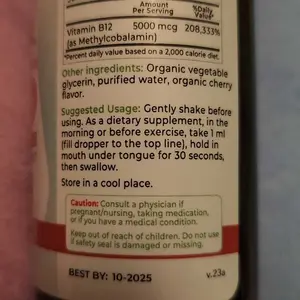 Amount
Per Serving
%Daily
Value*
Vitamin B12 5000 mcg 208,333%
(as Methylcobalamin)
*Percent daily value based on a 2,000 calorie diet.
Other ingredients: Organic vegetable
glycerin, purified water, organic cherry
flavor.
Suggested Usage: Gently shake before
using. As a dietary supplement, in the
morning or before exercise, take 1 ml
(fill dropper to the top line), hold in
mouth under tongue for 30 seconds,
then swallow.
Store in a cool place.
Caution: Consult a physician if
pregnant/nursing, taking medication,
or if you have a medical condition.
Keep out of reach of children. Do not use
if safety seal is damaged or missing.
BEST BY: 10-2025
v.23a